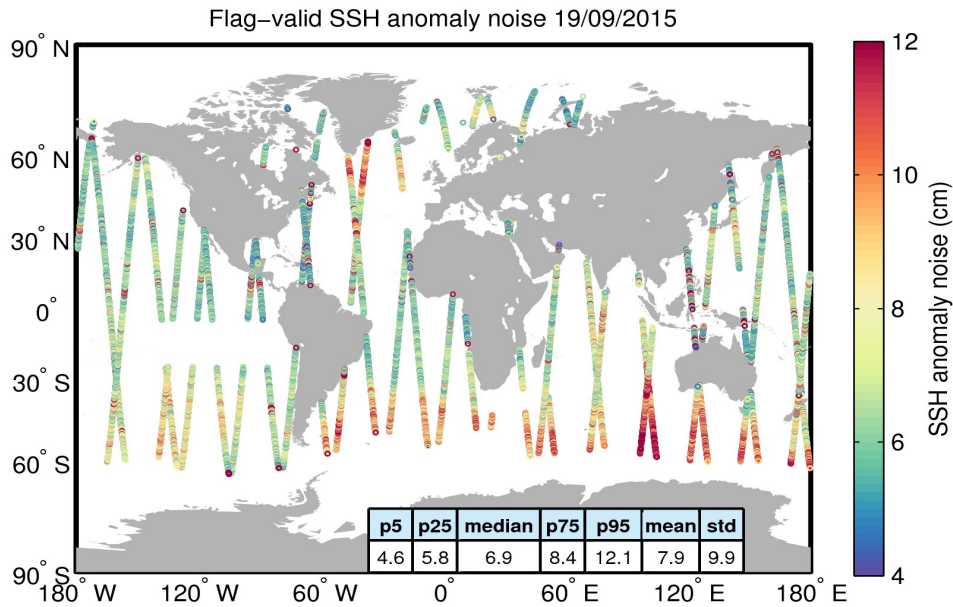 Flag−valid SSH anomaly noise 19/09/2015
90° N
60° N
30° N
0°
30° S
60° S
90° S
180° W
120° W
60° W
0°
60° E
120° E
180° E
p5 p25 median p75 p95 mean std
4.6 5.8 6.9 8.4 12.1 7.9 9.9
12
10
8
6
4
SSH anomaly noise (cm)